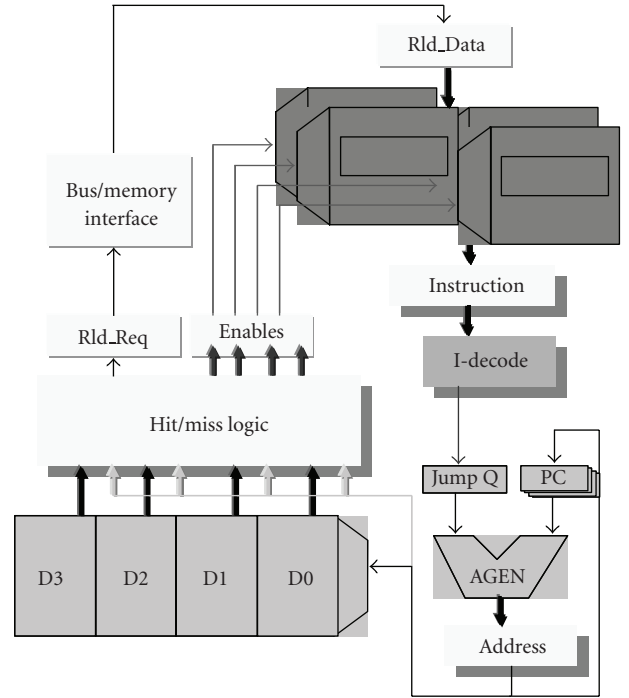 Rld_Data
Bus/memory
interface
Instruction
Rld_Req
Enables
I-decode
Hit/miss logic
Jump Q
PC
D3
D2
D1
D0
AGEN
Address